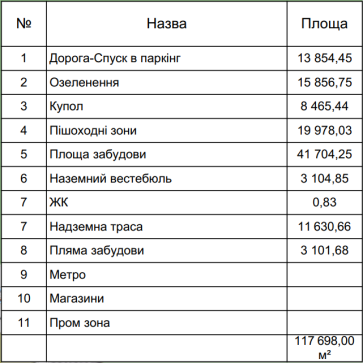 № Назва Площа
1 Дорога-Спуск в паркінг 13 854,45
2 Озеленення 15 856,75
3 Купол 8 465,44
4 Пішоходні зони 19 978,03
5 Площа забудови 41 704,25
6 Наземний вестебюль 3 104,85
7 ЖК 0,83
7 Надземна траса 11 630,66
8 Пляма забудови 3 101,68
9 Метро
10 Магазини
11 Пром зона
117 698,00
м²